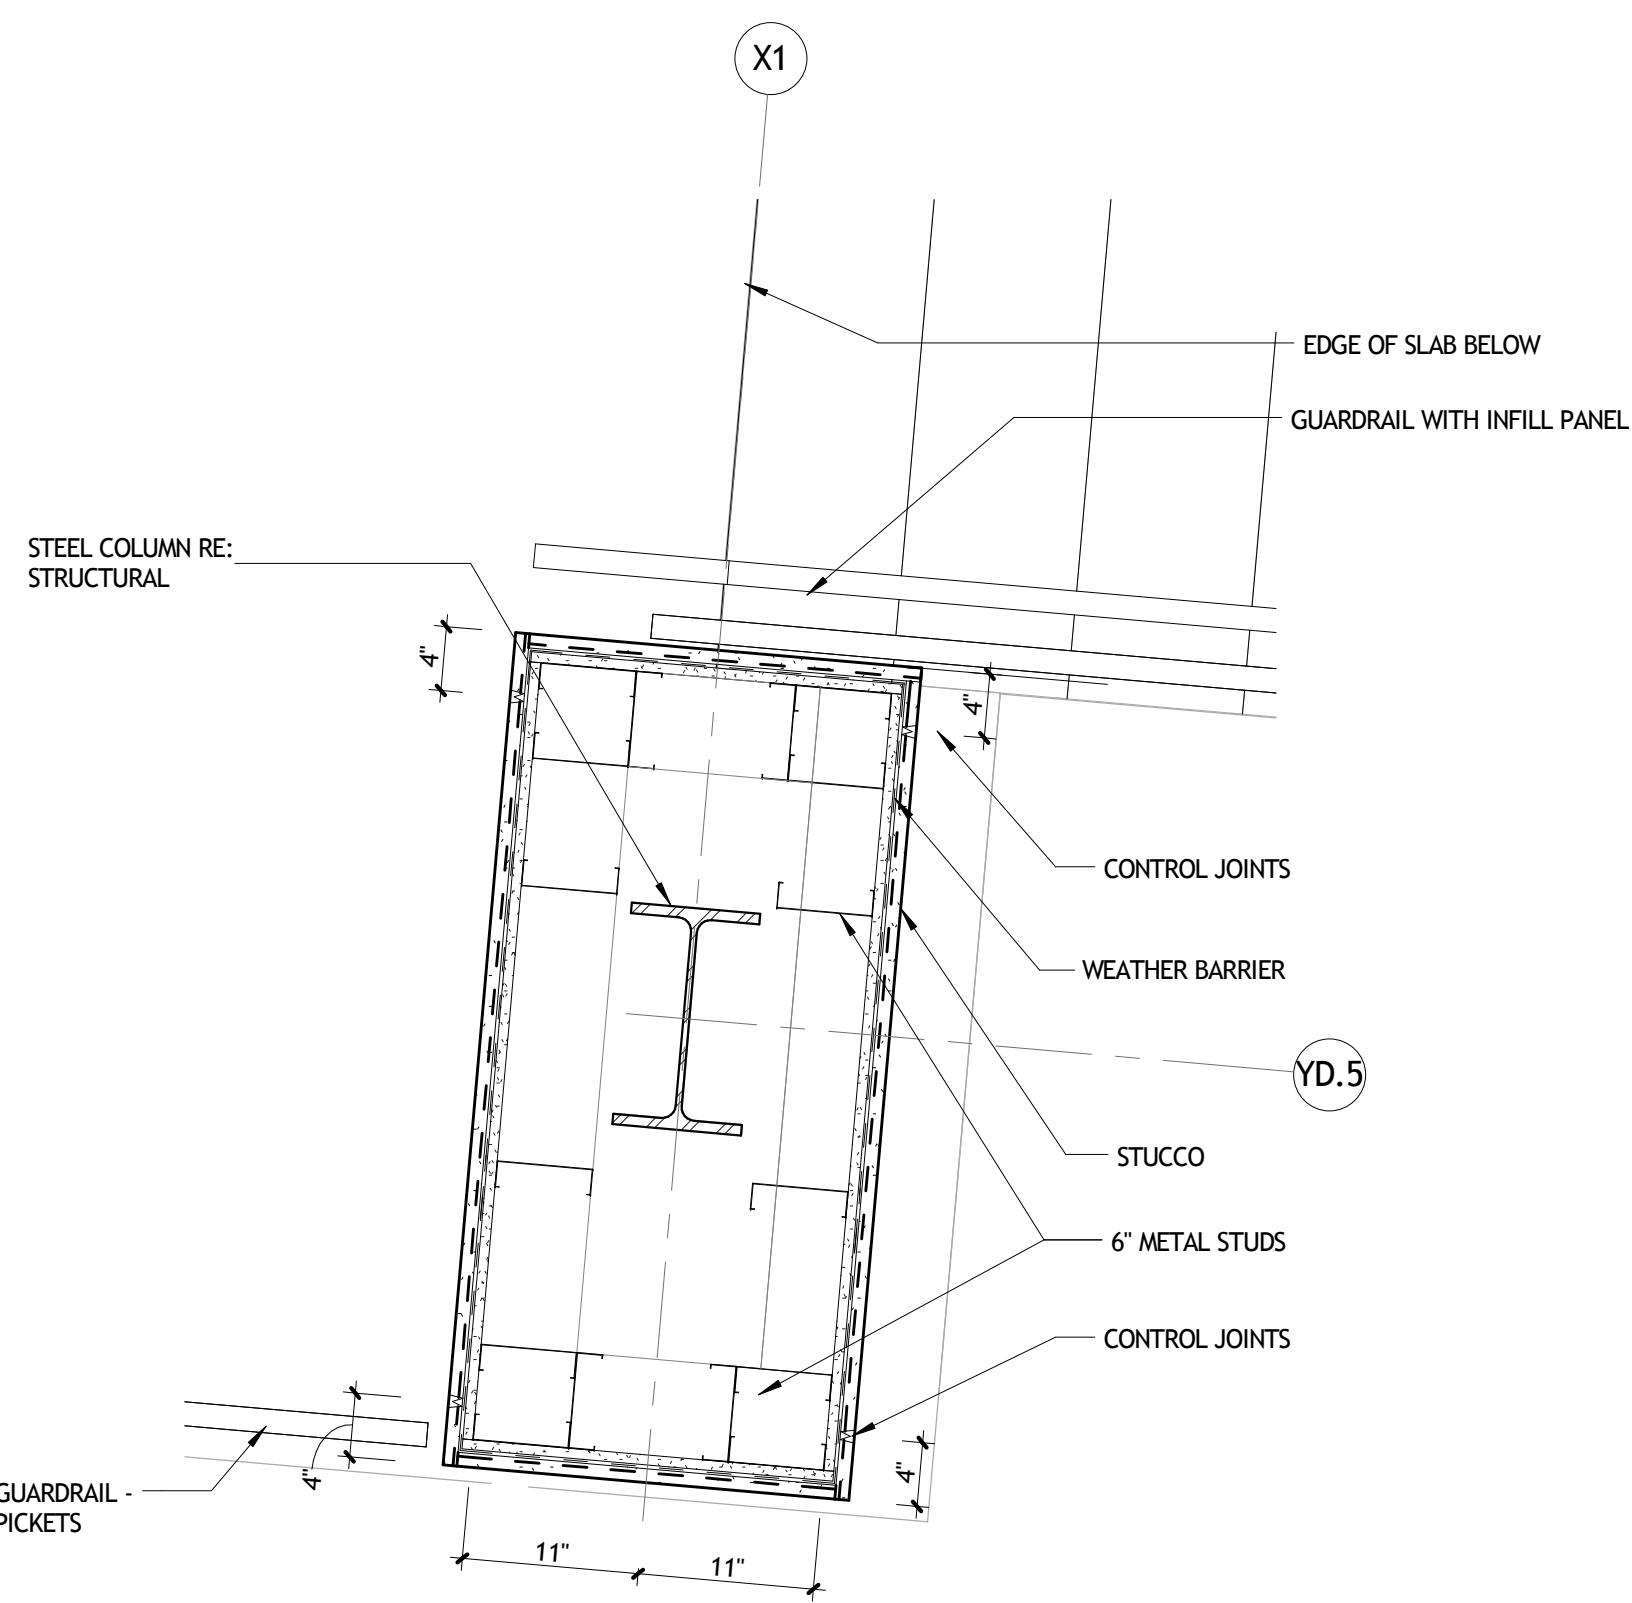 X1
EDGE OF SLAB BELOW
GUARDRAIL WITH INFILL PANEL
STEEL COLUMN RE:
STRUCTURAL
4"
4"
CONTROL JOINTS
WEATHER BARRIER
YD.5
STUCCO
6" METAL STUDS
CONTROL JOINTS
4"
4"
GUARDRAIL -
PICKETS
11"
11"